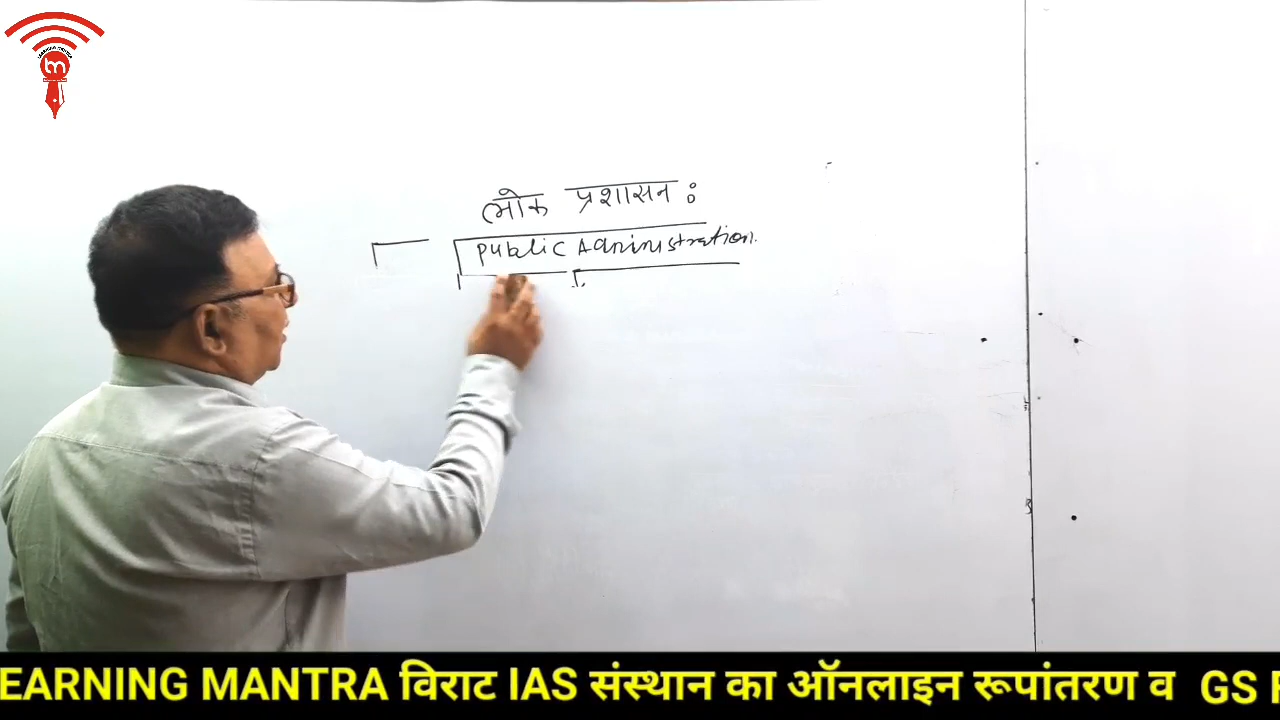 लोक प्रशासन :
Public Administration.
EARNING MANTRA विराट IAS संस्थान का ऑनलाइन रूपांतरण व GS